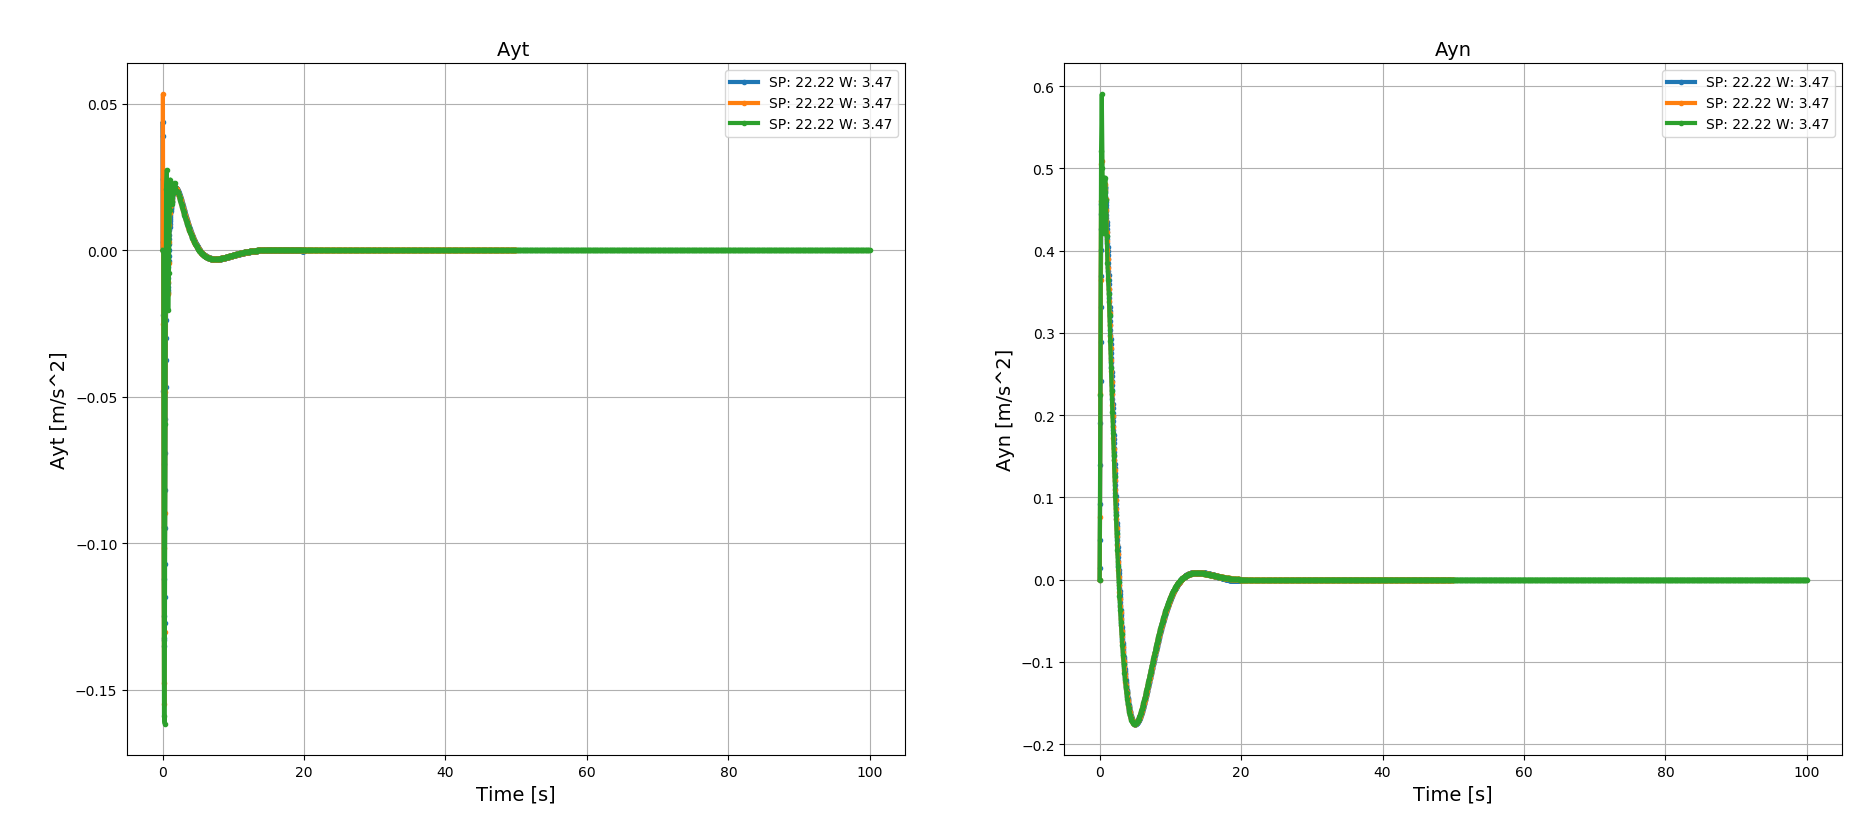 Ayt
SP: 22.22 W: 3.47
SP: 22.22 W: 3.47
SP: 22.22 W: 3.47
0.05
0.00
−0.05
−0.10
−0.15
Ayt [m/s^2]
0 20 40 60 80 100
Time [s]
Ayn
SP: 22.22 W: 3.47
SP: 22.22 W: 3.47
SP: 22.22 W: 3.47
0.6
0.5
0.4
0.3
0.2
0.1
0.0
−0.1
−0.2
Ayn [m/s^2]
0 20 40 60 80 100
Time [s]